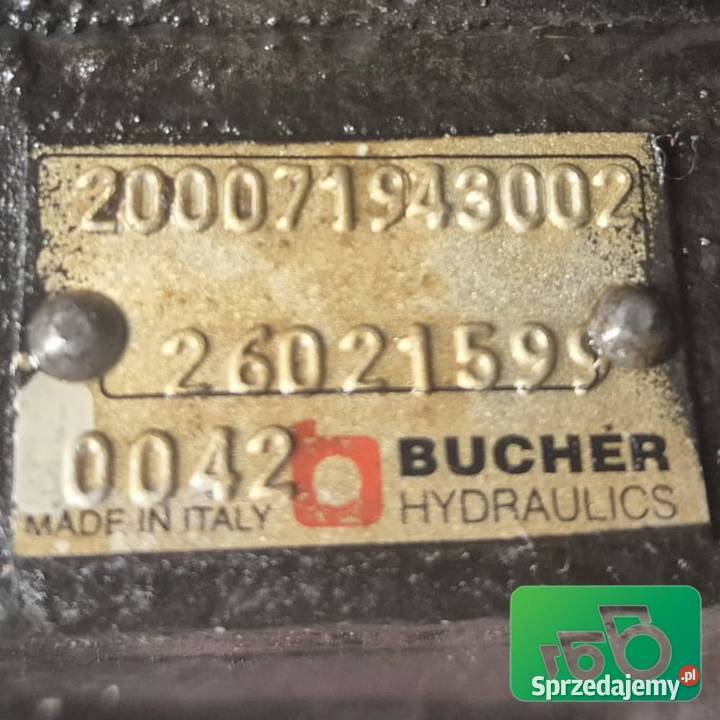 200071943002
26021599
0042
BUCHER
HYDRAULICS
MADE IN ITALY
Sprzedajemy.pl